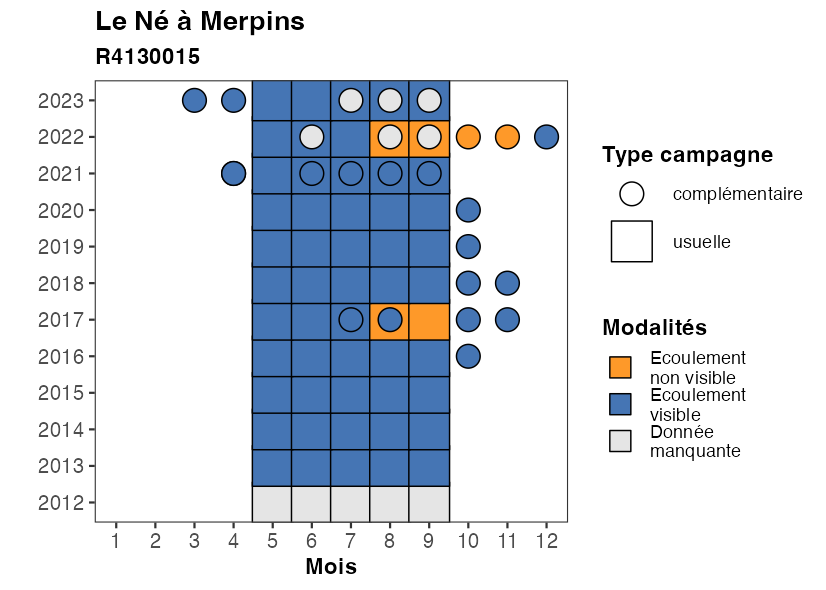 Le Né à Merpins
R4130015
2023
2022
2021
2020
2019
2018
2017
2016
2015
2014
2013
2012
1 2 3 4 5 6 7 8 9 10 11 12
Mois
Type campagne
complémentaire
usuelle
Modalités
Ecoulement
non visible
Ecoulement
visible
Donnée
manquante